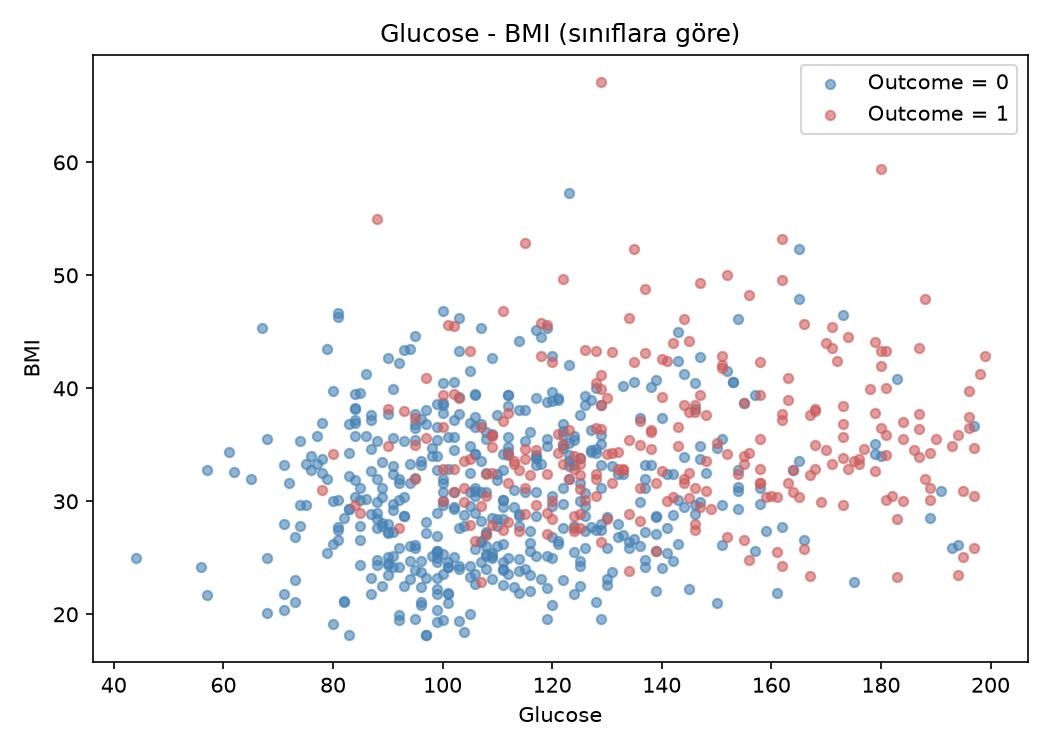 Glucose - BMI (sınıflara göre)
Outcome = 0
Outcome = 1
BMI
60
50
40
30
20
40 60 80 100 120 140 160 180 200
Glucose